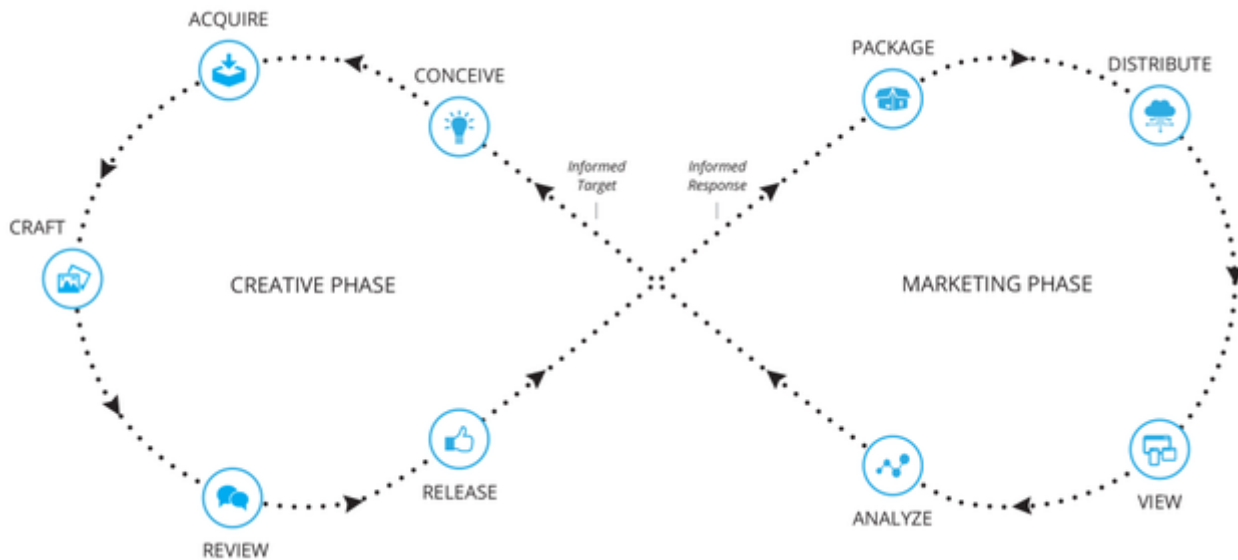 ACQUIRE
CONCEIVE
PACKAGE
DISTRIBUTE
Informed
Target
Informed
Response
CRAFT
CREATIVE PHASE
MARKETING PHASE
RELEASE
REVIEW
ANALYZE
VIEW